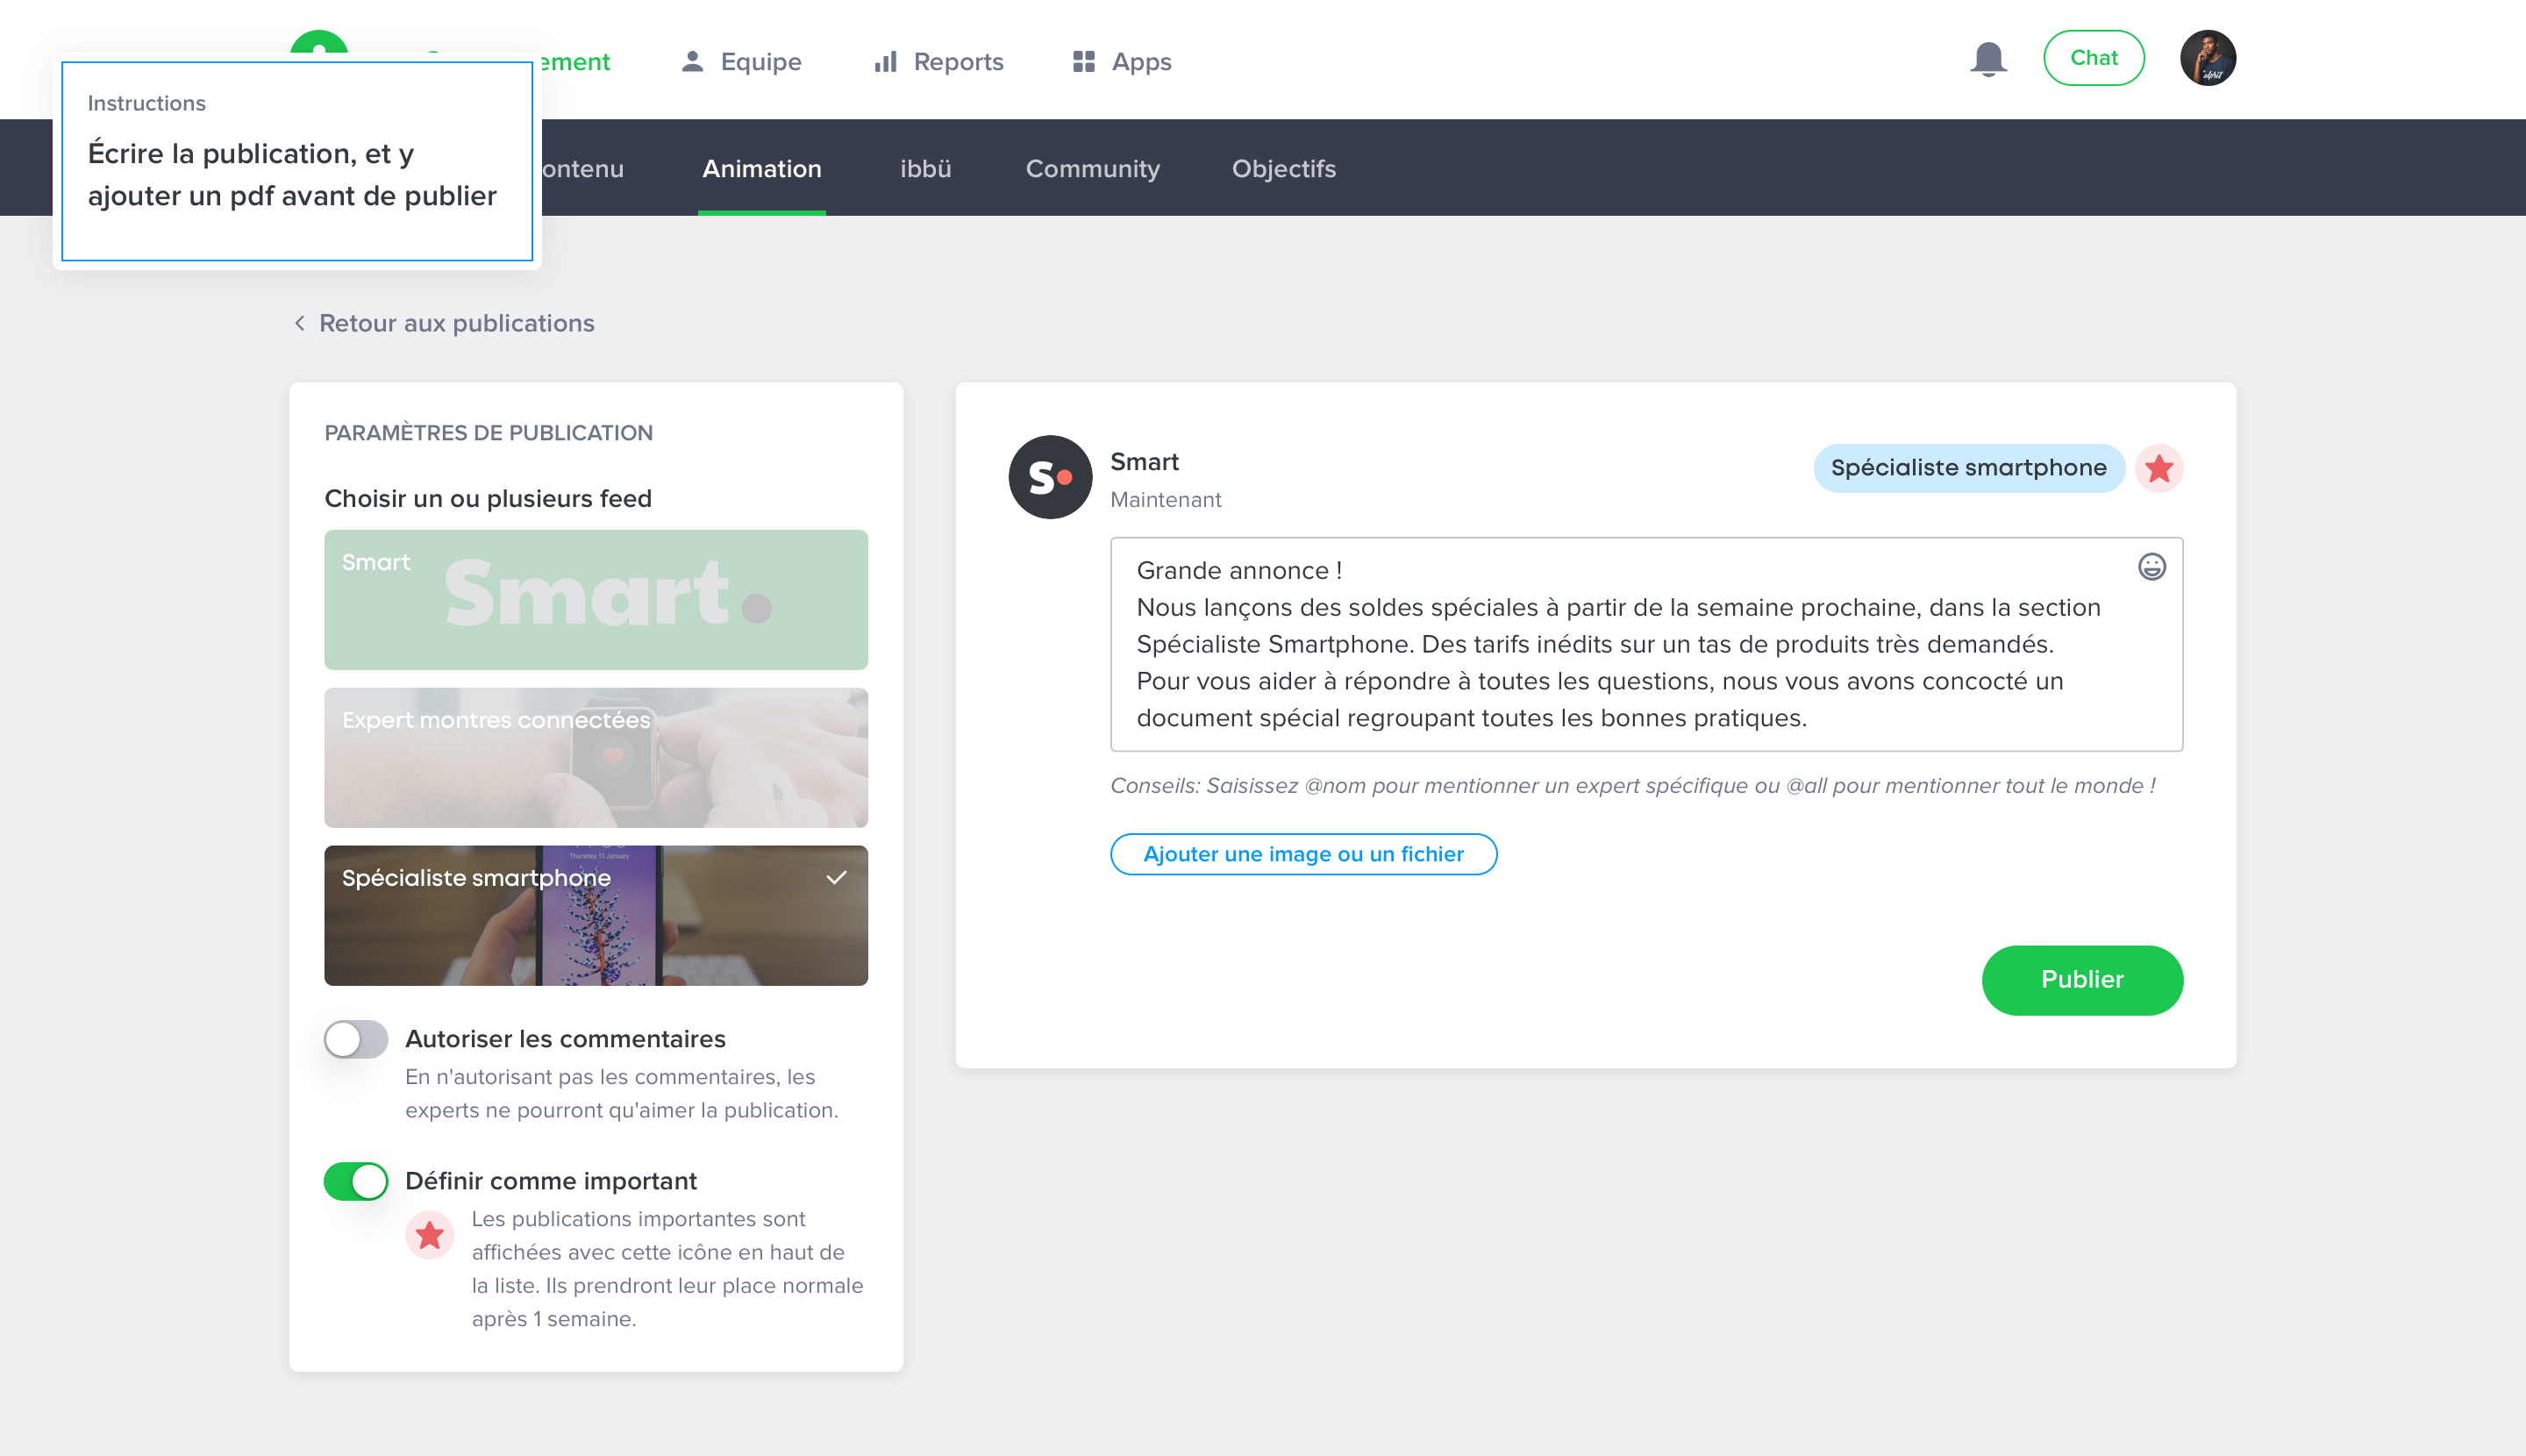 ement
Equipe
Reports
Apps
Chat
Instructions
Écrire la publication, et y
ajouter un pdf avant de publier
ontenu
Animation
ibbü
Community
Objectifs
Retour aux publications
PARAMÈTRES DE PUBLICATION
Choisir un ou plusieurs feed
Smart
Smart.
Expert montres connectées
Spécialiste smartphone
Thursday, 11 January
Autoriser les commentaires
En n'autorisant pas les commentaires, les
experts ne pourront qu'aimer la publication.
Définir comme important
Les publications importantes sont
affichées avec cette icône en haut de
la liste. Ils prendront leur place normale
après 1 semaine.
S
Smart
Maintenant
Spécialiste smartphone
Grande annonce !
Nous lançons des soldes spéciales à partir de la semaine prochaine, dans la section
Spécialiste Smartphone. Des tarifs inédits sur un tas de produits très demandés.
Pour vous aider à répondre à toutes les questions, nous vous avons concocté un
document spécial regroupant toutes les bonnes pratiques.
Conseils: Saisissez @nom pour mentionner un expert spécifique ou @all pour mentionner tout le monde !
Ajouter une image ou un fichier
Publier